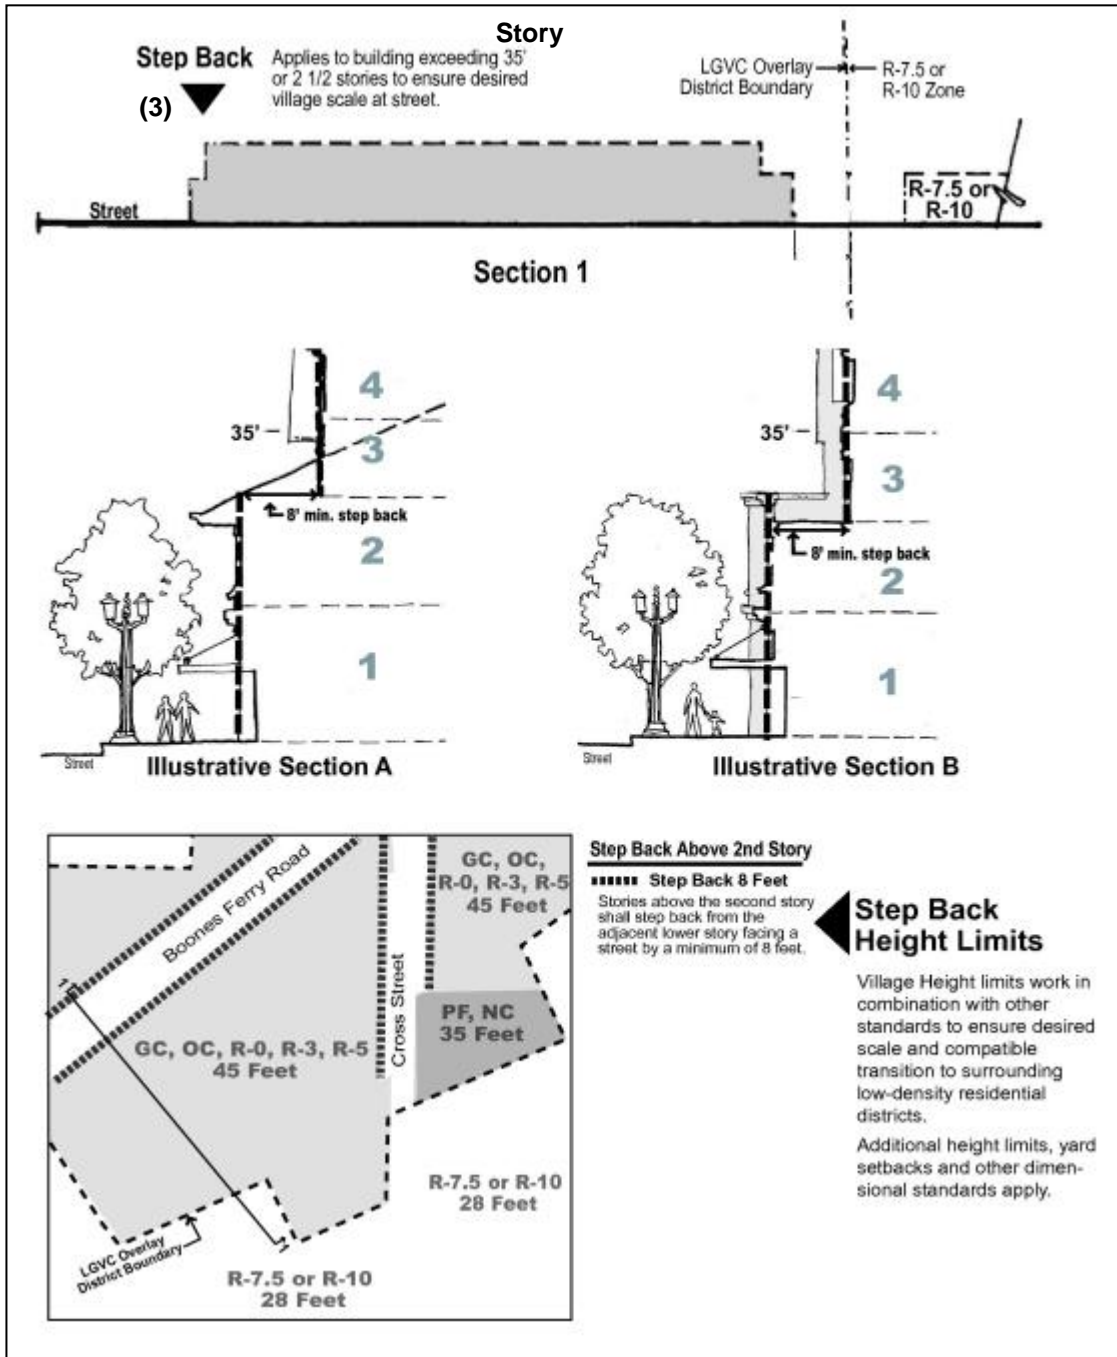 Story
Step Back
(3)
Applies to building exceeding 35'
or 2 1/2 stories to ensure desired
village scale at street.
LGVC Overlay
District Boundary
R-7.5 or
R-10 Zone
Street
R-7.5 or
R-10
Section 1
4
35'
3
8' min. step back
2
1
Street
Illustrative Section A
4
35'
3
8' min. step back
2
1
Street
Illustrative Section B
Boones Ferry Road
Cross Street
GC, OC,
R-0, R-3, R-5
45 Feet
1
GC, OC, R-0, R-3, R-5
45 Feet
PF, NC
35 Feet
R-7.5 or R-10
28 Feet
1
LGVC Overlay
District Boundary
R-7.5 or R-10
28 Feet
Step Back Above 2nd Story
Step Back 8 Feet
Stories above the second story
shall step back from the
adjacent lower story facing a
street by a minimum of 8 feet.
Step Back
Height Limits
Village Height limits work in
combination with other
standards to ensure desired
scale and compatible
transition to surrounding
low-density residential
districts.
Additional height limits, yard
setbacks and other dimen-
sional standards apply.